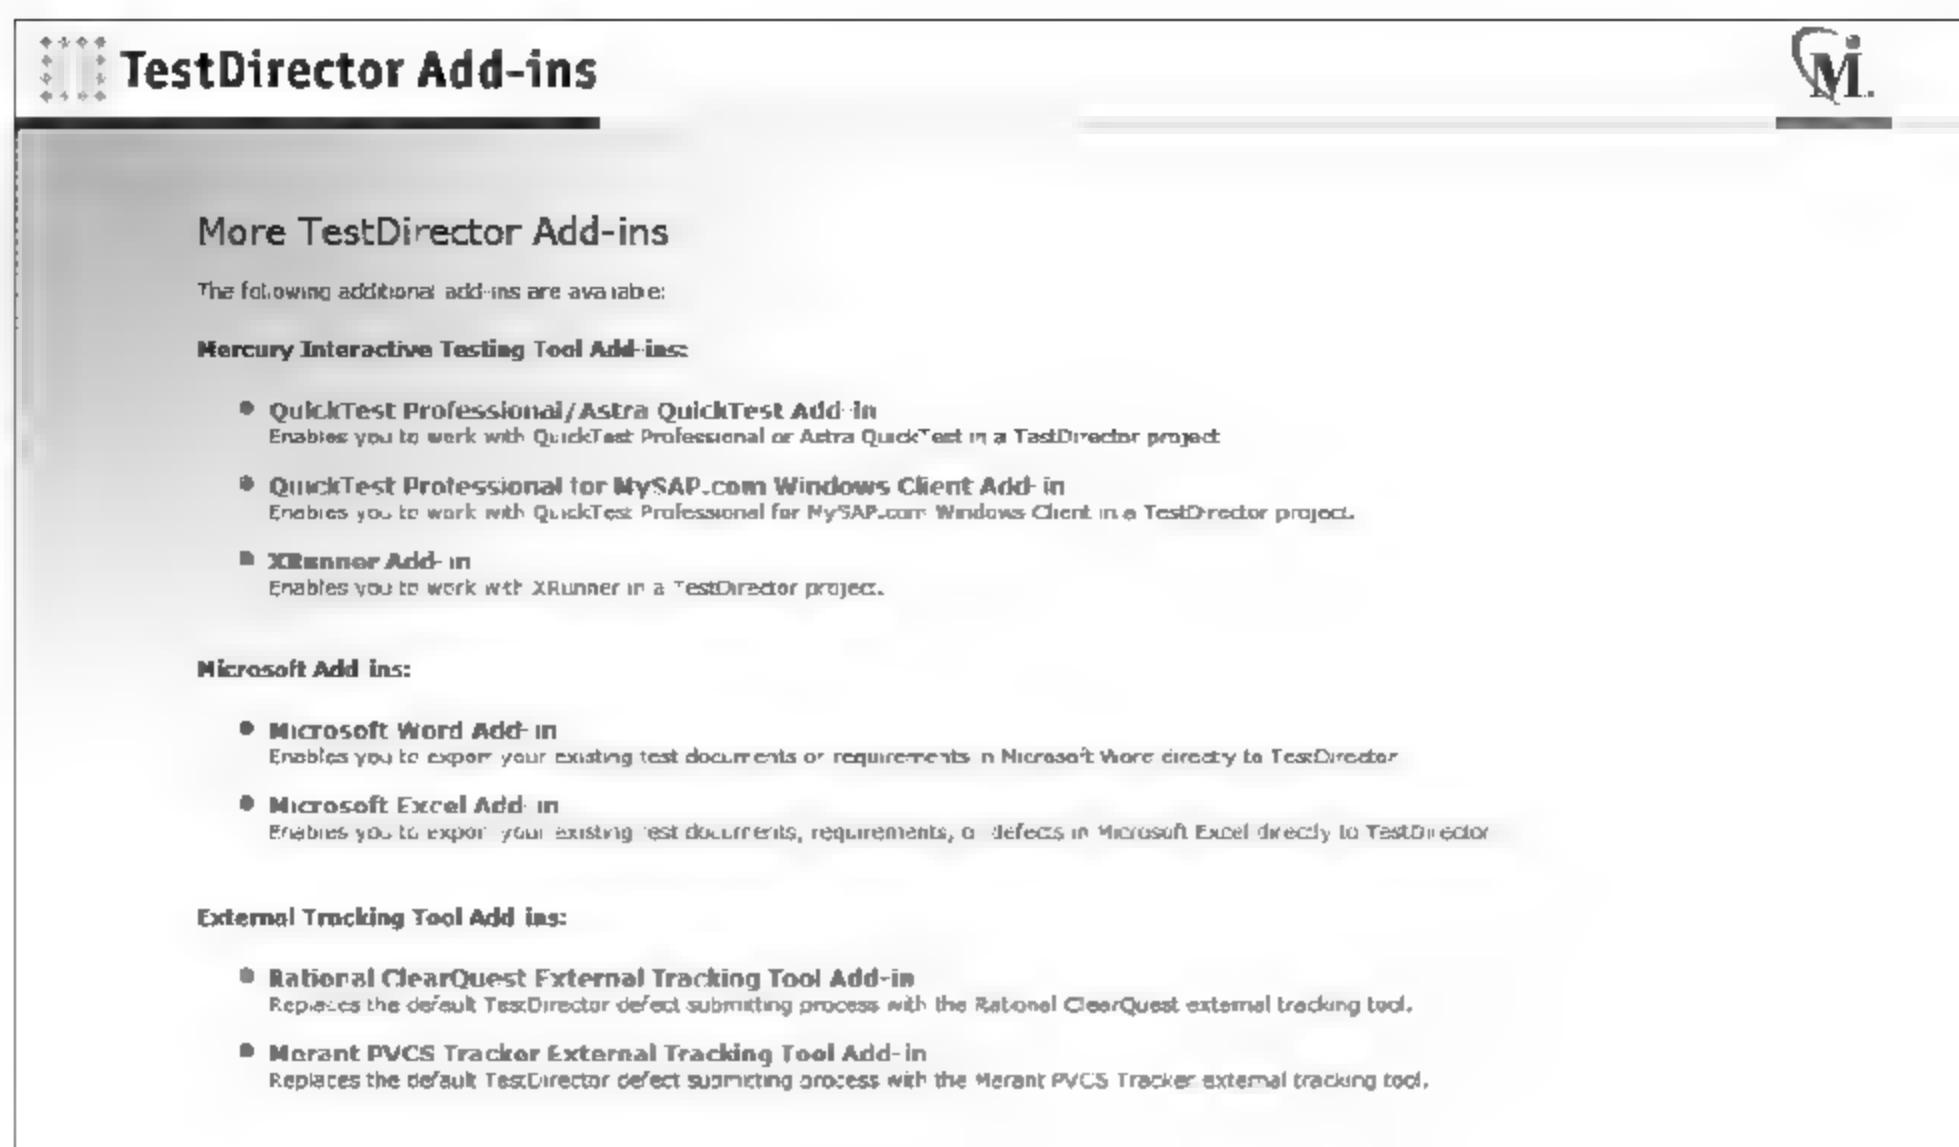 TestDirector Add-ins
M.
More TestDirector Add-ins
The following additional add-ins are available:
Mercury Interactive Testing Tool Add-ins:
QuickTest Professional/Astra QuickTest Add-in
Enables you to work with QuickTest Professional or Astra QuickTest in a TestDirector project
QuickTest Professional for MySAP.com Windows Client Add-in
Enables you to work with QuickTest Professional for MySAP.com Windows Client in a TestDirector project.
XRunner Add-in
Enables you to work with XRunner in a TestDirector project.
Microsoft Add-ins:
Microsoft Word Add-in
Enables you to export your existing test documents or requirements in Microsoft Word directly to TestDirector
Microsoft Excel Add-in
Enables you to export your existing test documents, requirements, or defects in Microsoft Excel directly to TestDirector
External Tracking Tool Add-ins:
Rational ClearQuest External Tracking Tool Add-in
Replaces the default TestDirector defect submitting process with the Rational ClearQuest external tracking tool.
Merant PVCS Tracker External Tracking Tool Add-in
Replaces the default TestDirector defect submitting process with the Merant PVCS Tracker external tracking tool.